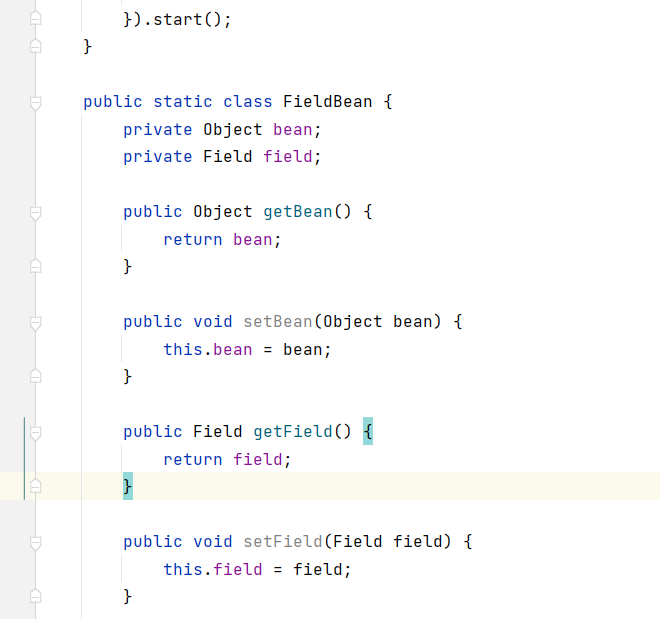 }).start();
}
public static class FieldBean {
private Object bean;
private Field field;
public Object getBean() {
return bean;
}
public void setBean(Object bean) {
this.bean = bean;
}
public Field getField() {
return field;
}
public void setField(Field field) {
this.field = field;
}